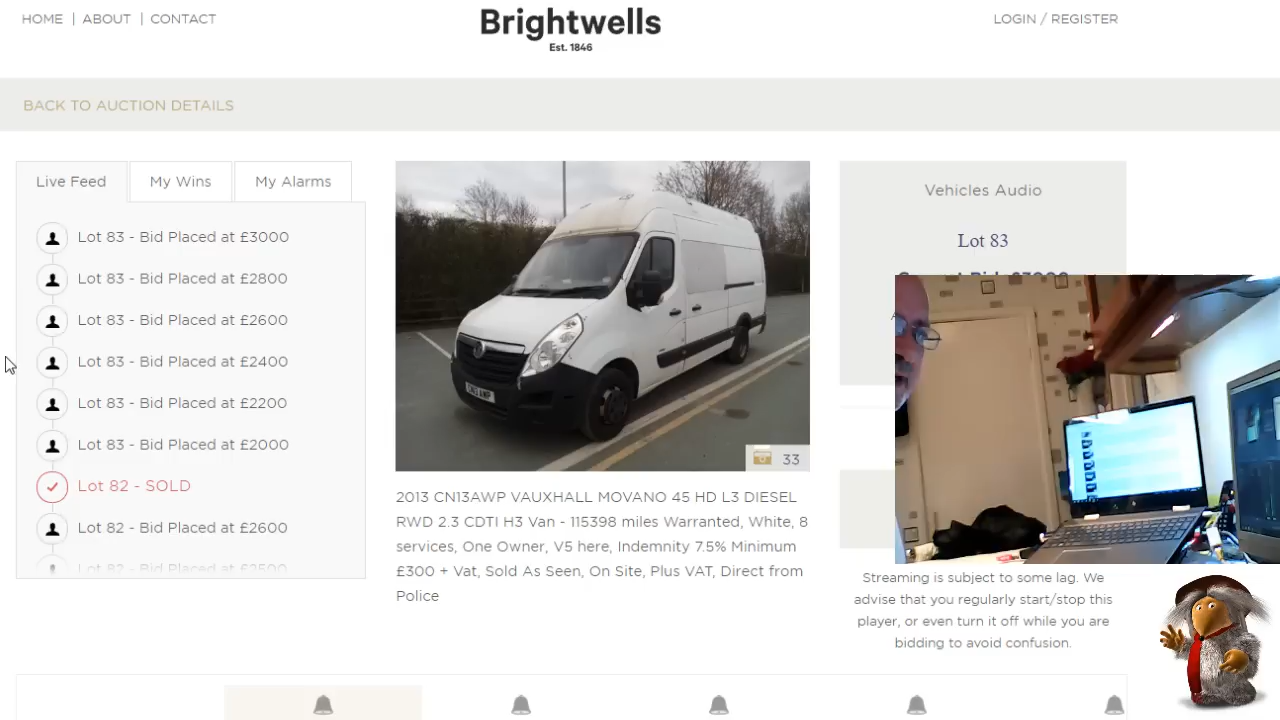 HOME | ABOUT | CONTACT
Brightwells
Est. 1846
LOGIN / REGISTER
BACK TO AUCTION DETAILS
Live Feed
My Wins
My Alarms
Lot 83 - Bid Placed at £3000
Lot 83 - Bid Placed at £2800
Lot 83 - Bid Placed at £2600
Lot 83 - Bid Placed at £2400
Lot 83 - Bid Placed at £2200
Lot 83 - Bid Placed at £2000
Lot 82 - SOLD
Lot 82 - Bid Placed at £2600
Lot 82 - Bid Placed at £2500
33
2013 CN13AWP VAUXHALL MOVANO 45 HD L3 DIESEL
RWD 2.3 CDTI H3 Van - 115398 miles Warranted, White, 8
services, One Owner, V5 here, Indemnity 7.5% Minimum
£300 + Vat, Sold As Seen, On Site, Plus VAT, Direct from
Police
Vehicles Audio
Lot 83
Streaming is subject to some lag. We
advise that you regularly start/stop this
player, or even turn it off while you are
bidding to avoid confusion.